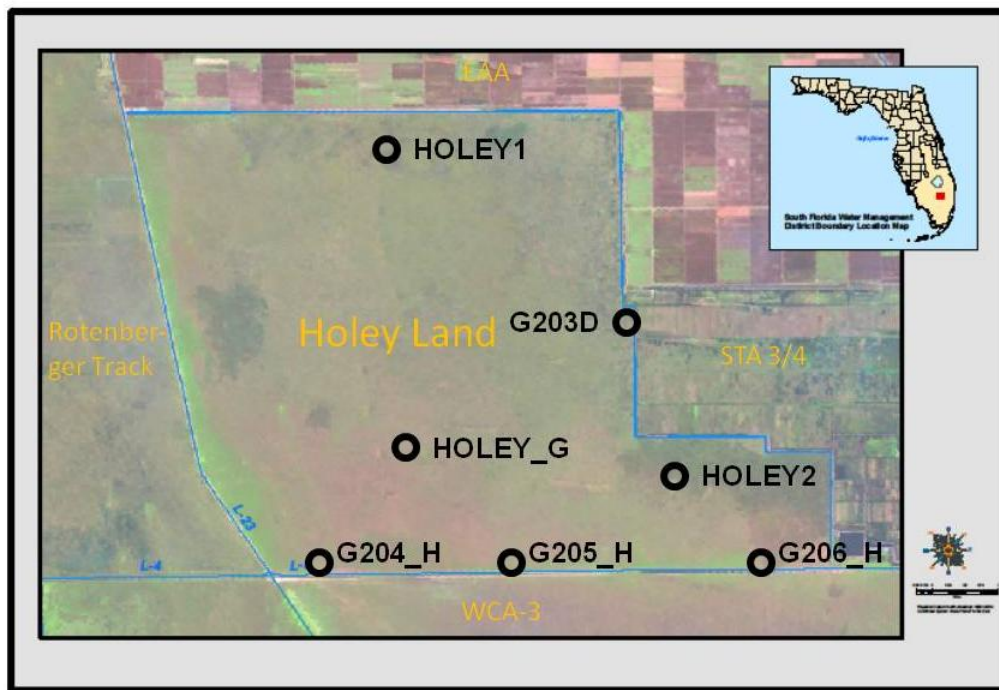 EAA
HOLEY1
South Florida Water Management
District Boundary Location Map
G203D
Holey Land
Rotenber-
ger Track
STA 3/4
HOLEY_G
HOLEY2
L-23
G204_H
G205_H
G206_H
L-4
WCA-3